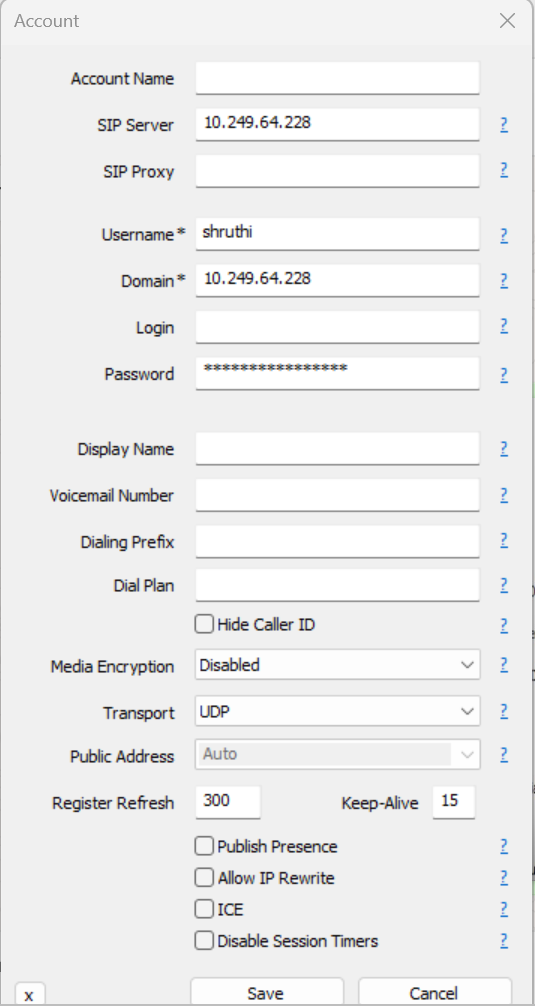 Account
Account Name
SIP Server 10.249.64.228 ?
SIP Proxy ?
Username * shruthi ?
Domain * 10.249.64.228 ?
Login ?
Password **************** ?
Display Name ?
Voicemail Number ?
Dialing Prefix ?
Dial Plan ?
Hide Caller ID ?
Media Encryption Disabled ?
Transport UDP ?
Public Address Auto ?
Register Refresh 300 Keep-Alive 15
Publish Presence ?
Allow IP Rewrite ?
ICE ?
Disable Session Timers ?
x Save Cancel